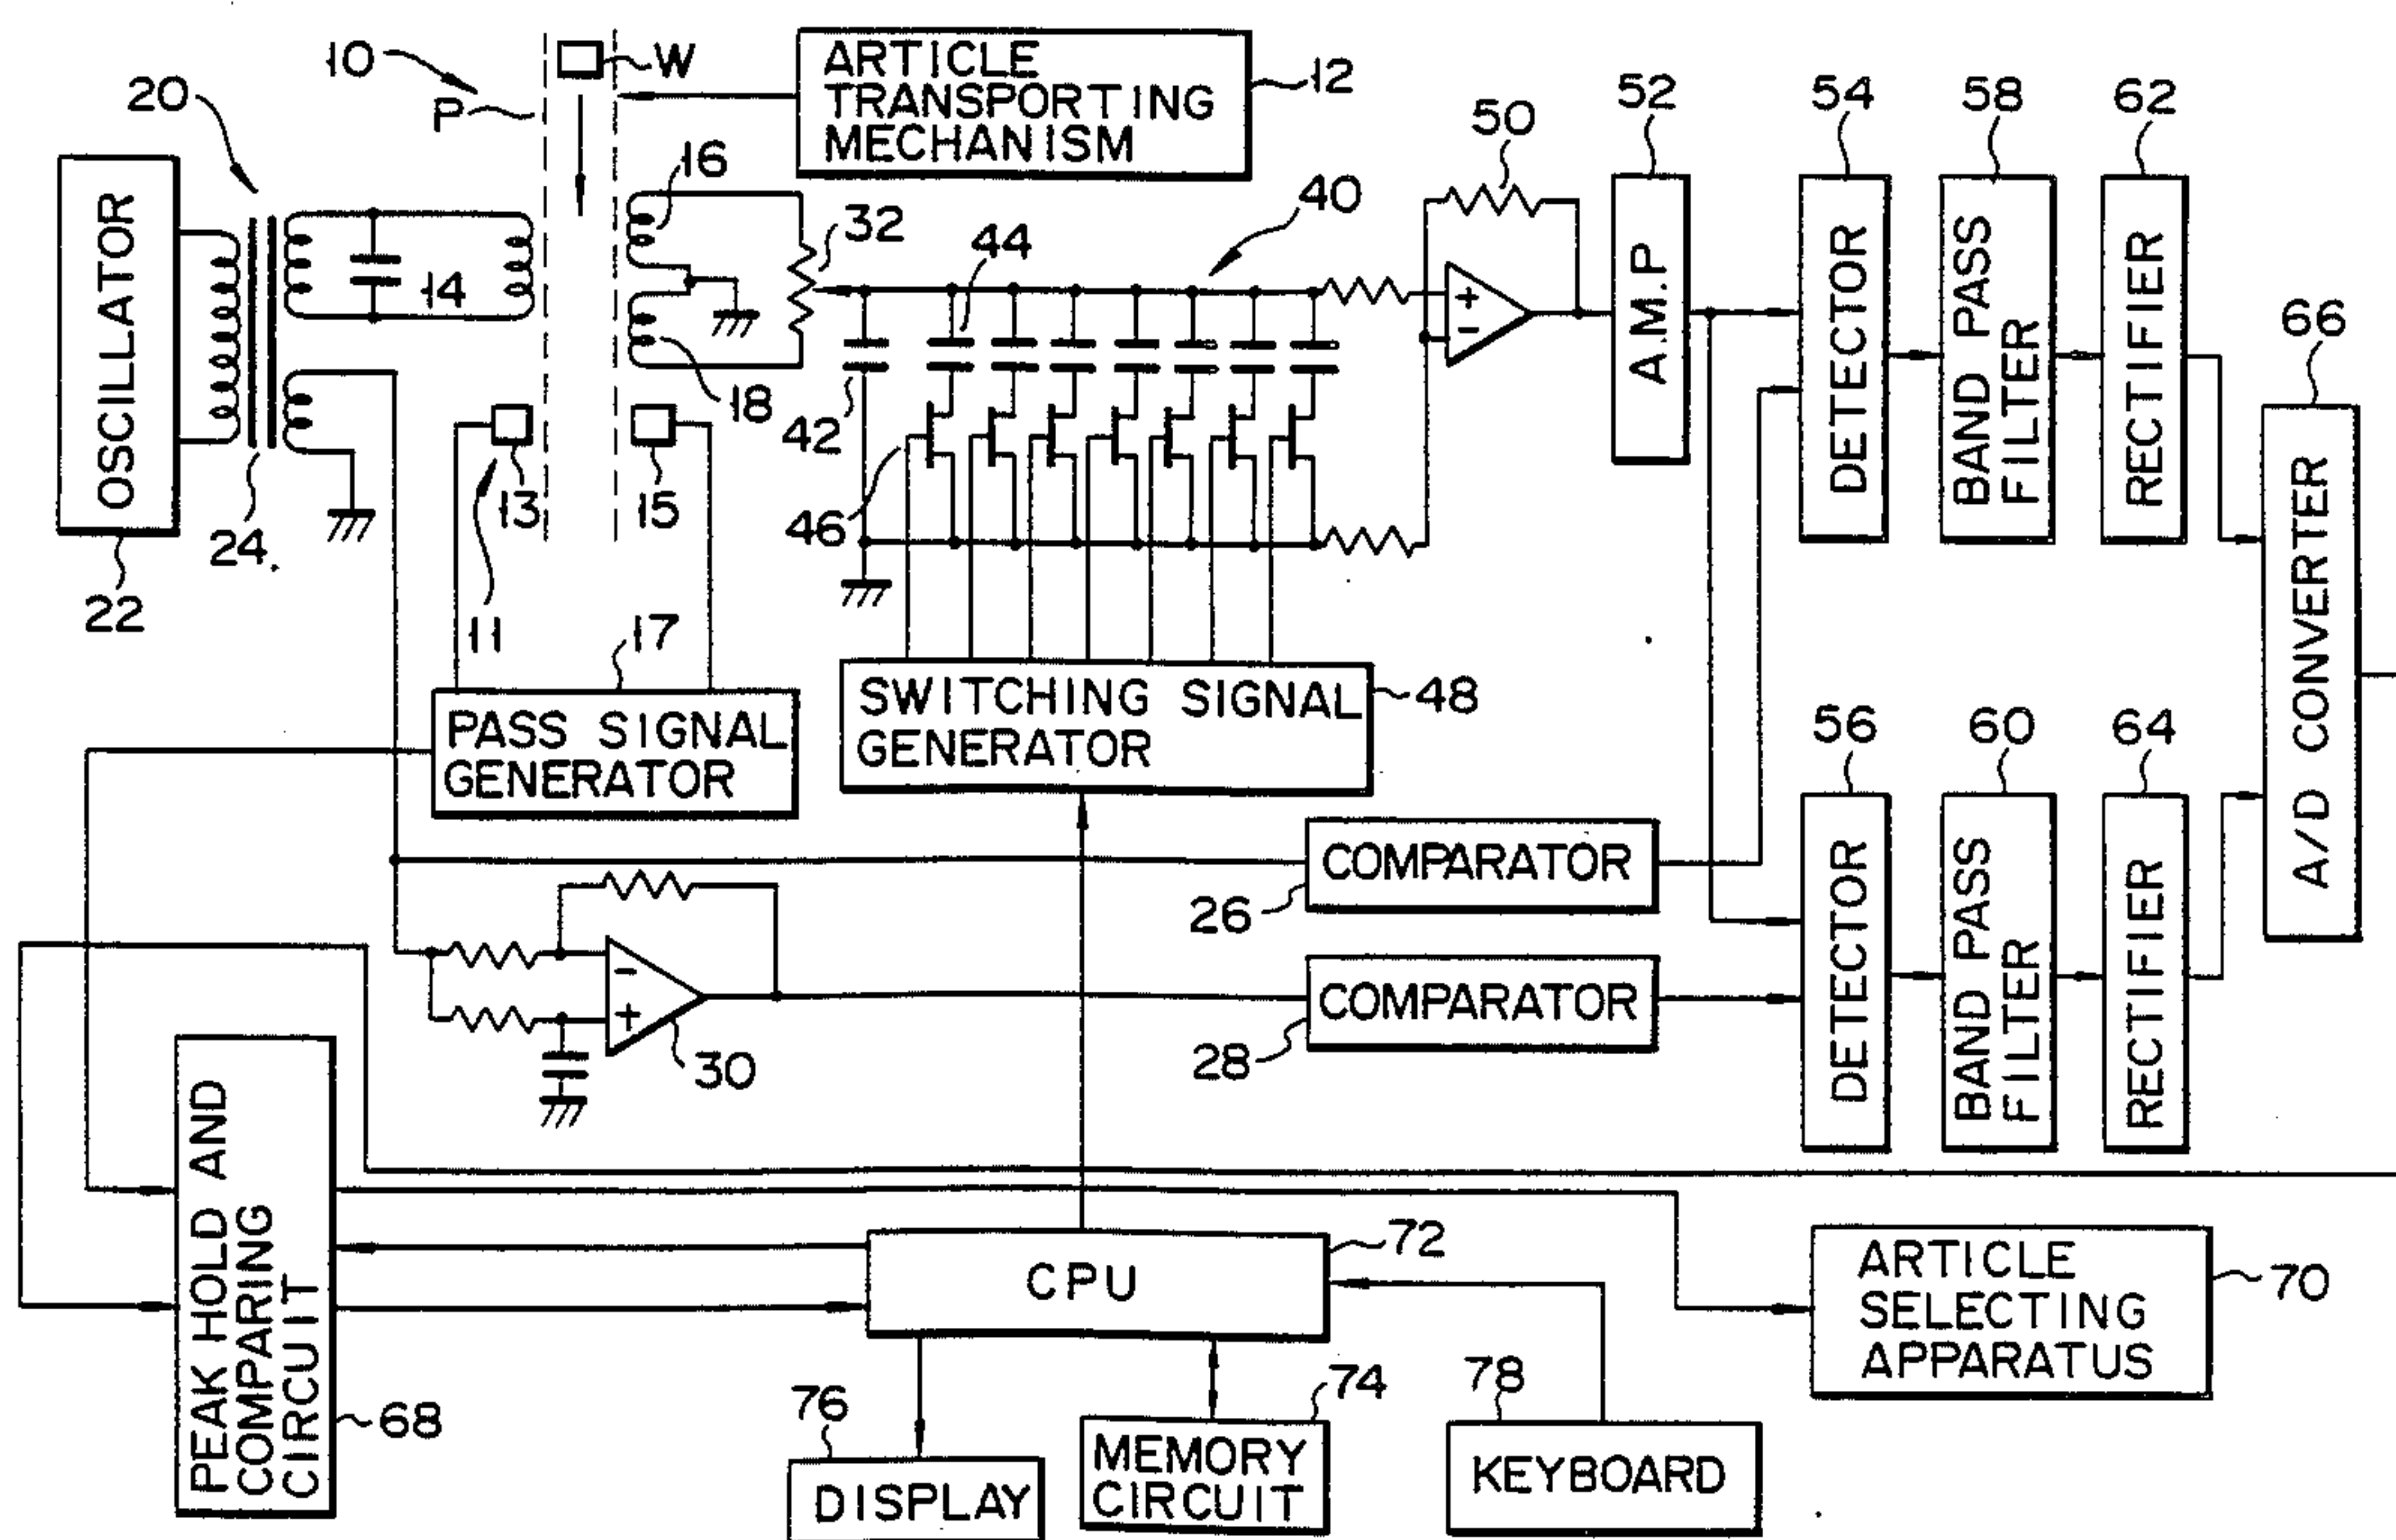 10
P
W
ARTICLE
TRANSPORTING
MECHANISM
12
20
16
32
44
40
50
52
54
58
62
OSCILLATOR
14
18
42
46
+
-
A.M.P
DETECTOR
BAND PASS
FILTER
RECTIFIER
66
22
24
13
15
11
17
PASS SIGNAL
GENERATOR
SWITCHING SIGNAL
GENERATOR
48
56
60
64
A/D CONVERTER
COMPARATOR
26
-
+
30
COMPARATOR
28
DETECTOR
BAND PASS
FILTER
RECTIFIER
PEAK HOLD AND
COMPARING
CIRCUIT
68
CPU
72
ARTICLE
SELECTING
APPARATUS
70
76
DISPLAY
74
MEMORY
CIRCUIT
78
KEYBOARD